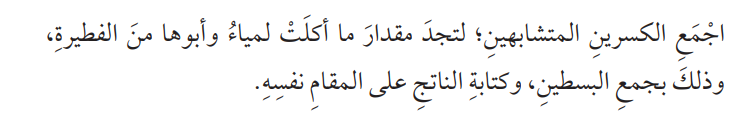 اجْمَعِ الكسرينِ المتشابهينِ؛ لتجدَ مقدارَ ما أكلَتْ لمياءُ وأبوها منَ الفطيرةِ،
وذلكَ بجمعِ البسطينِ، وكتابةِ الناتجِ على المقامِ نفسِهِ.